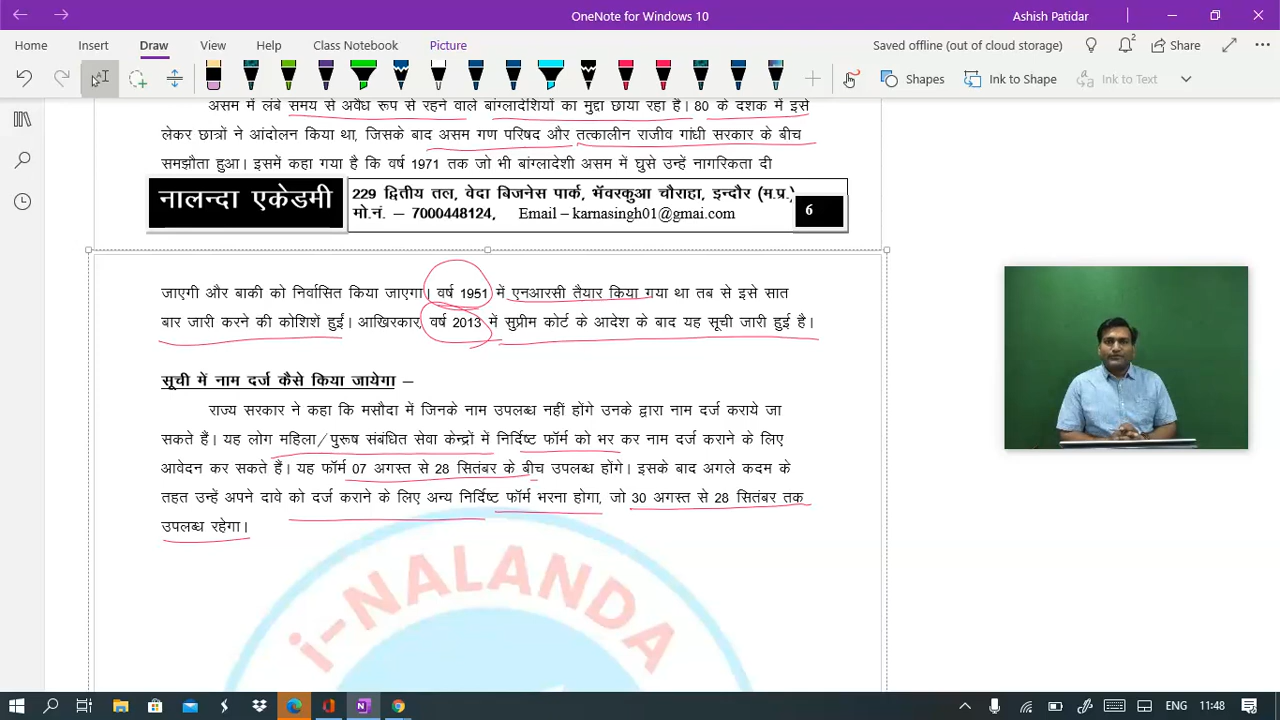 OneNote for Windows 10
Ashish Patidar
Home Insert Draw View Help Class Notebook Picture
Saved offline (out of cloud storage)
2
Share
Shapes
Ink to Shape
Ink to Text
असम में लंबे समय से अवैध रूप से रहने वाले बांग्लादेशियों का मुद्दा छाया रहा है। 80 के दशक में इसे
लेकर छात्रों ने आंदोलन किया था, जिसके बाद असम गण परिषद और तत्कालीन राजीव गांधी सरकार के बीच
समझौता हुआ। इसमें कहा गया है कि वर्ष 1971 तक जो भी बांग्लादेशी असम में घुसे उन्हें नागरिकता दी
नालन्दा एकेडमी
229 द्वितीय तल, वेदा बिजनेस पार्क, भॅवरकुआ चौराहा, इन्दौर (म.प्र.)
मो.नं. – 7000448124, Email – karnasingh01@gmai.com
6
जाएगी और बाकी को निर्वासित किया जाएगा। वर्ष 1951 में एनआरसी तैयार किया गया था तब से इसे सात
बार जारी करने की कोशिशें हुईं। आखिरकार, वर्ष 2013 में सुप्रीम कोर्ट के आदेश के बाद यह सूची जारी हुई है।
सूची में नाम दर्ज कैसे किया जायेगा –
राज्य सरकार ने कहा कि मसौदा में जिनके नाम उपलब्ध नहीं होंगे उनके द्वारा नाम दर्ज कराये जा
सकते हैं। यह लोग महिला/पुरूष संबंधित सेवा केन्द्रों में निर्दिष्ट फॉर्म को भर कर नाम दर्ज कराने के लिए
आवेदन कर सकते हैं। यह फॉर्म 07 अगस्त से 28 सितंबर के बीच उपलब्ध होंगे। इसके बाद अगले कदम के
तहत उन्हें अपने दावे को दर्ज कराने के लिए अन्य निर्दिष्ट फॉर्म भरना होगा, जो 30 अगस्त से 28 सितंबर तक
उपलब्ध रहेगा।
i-NALANDA
ENG 11:48